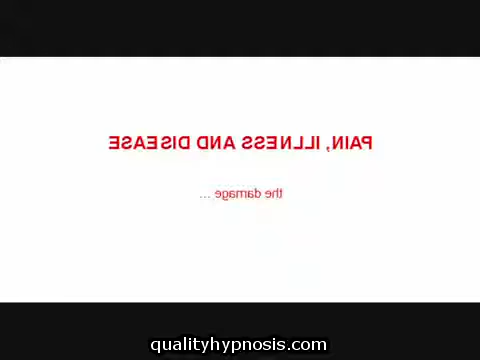 PAIN, ILLNESS AND DISEASE
the damage ...
qualityhypnosis.com